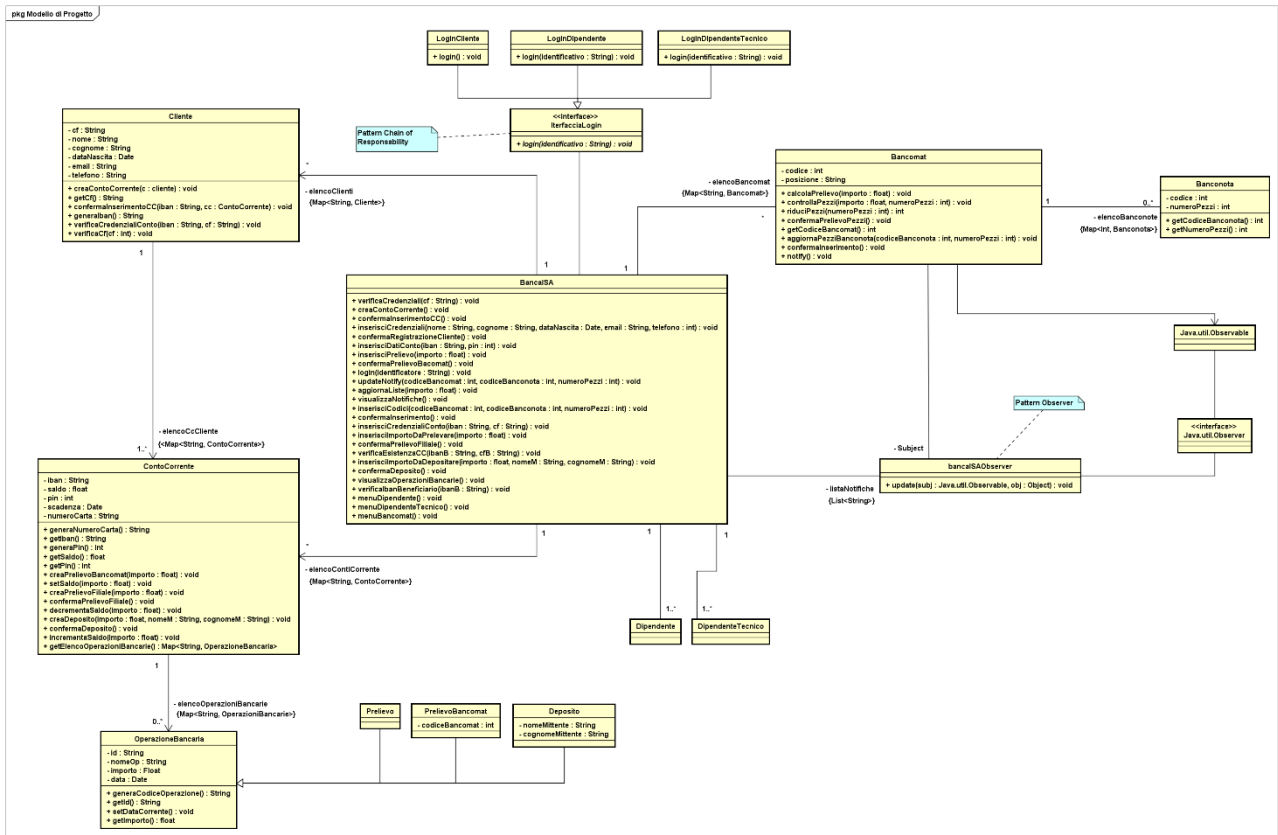 pkg Modello di Progetto
LoginCliente
+ login() : void
LoginDipendente
+ login(identificativo : String) : void
LoginDipendenteTecnico
+ login(identificativo : String) : void
<<interface>>
IterfacciaLogin
+ login(identificativo : String) : void
Pattern Chain of
Responsability
Cliente
- cf : String
- nome : String
- cognome : String
- dataNascita : Date
- email : String
- telefono : String
+ creaContoCorrente(c : cliente) : void
+ getCf() : String
+ confermaInserimentoCC(iban : String, cc : ContoCorrente) : void
+ generaIban() : String
+ verificaCredenzialiConto(iban : String, cf : String) : void
+ verificaCf(cf : int) : void
*
- elencoClienti
{Map<String, Cliente>}
1
1
- elencoBancomat
{Map<String, Bancomat>}
*
1
Bancomat
- codice : int
- posizione : String
+ calcolaPrelievo(importo : float) : void
+ controllaPezzi(importo : float, numeroPezzi : int) : void
+ riduciPezzi(numeroPezzi : int) : int
+ confermaPrelievoPezzi() : void
+ getCodiceBancomat() : int
+ aggiornaPezziBanconota(codiceBanconota : int, numeroPezzi : int) : void
+ confermaInserimento() : void
+ notify() : void
1
0..*
- elencoBanconote
{Map<int, Banconota>}
Banconota
- codice : int
- numeroPezzi : int
+ getCodiceBanconota() : int
+ getNumeroPezzi() : int
BancaISA
+ verificaCredenziali(cf : String) : void
+ creaContoCorrente() : void
+ confermaInserimentoCC() : void
+ inserisciCredenziali(nome : String, cognome : String, dataNascita : Date, email : String, telefono : int) : void
+ confermaRegistrazioneCliente() : void
+ inserisciDatiConto(iban : String, pin : int) : void
+ inserisciPrelievo(importo : float) : void
+ confermaPrelievoBacomat() : void
+ login(identificatore : String) : void
+ updateNotify(codiceBancomat : int, codiceBanconota : int, numeroPezzi : int) : void
+ aggiornaListe(importo : float) : void
+ visualizzaNotifiche() : void
+ inserisciCodici(codiceBancomat : int, codiceBanconota : int, numeroPezzi : int) : void
+ confermaInserimento() : void
+ inserisciCredenzialiConto(iban : String, cf : String) : void
+ inserisciImportoDaPrelevare(importo : float) : void
+ confermaPrelievoFiliale() : void
+ verificaEsistenzaCC(ibanB : String, cfB : String) : void
+ inserisciImportoDaDepositare(importo : float, nomeM : String, cognomeM : String) : void
+ confermaDeposito() : void
+ visualizzaOperazioniBancarie() : void
+ verificaIbanBeneficiario(ibanB : String) : void
+ menuDipendente() : void
+ menuDipendenteTecnico() : void
+ menuBancomat() : void
Java.util.Observable
<<interface>>
Java.util.Observer
Pattern Observer
- Subject
bancaISAObserver
+ update(subj : Java.util.Observable, obj : Object) : void
- listaNotifiche
{List<String>}
- elencoCcCliente
{<Map<String, ContoCorrente>}
1..*
ContoCorrente
- iban : String
- saldo : float
- pin : int
- scadenza : Date
- numeroCarta : String
+ generaNumeroCarta() : String
+ getIban() : String
+ generaPin() : int
+ getSaldo() : float
+ getPin() : int
+ creaPrelievoBancomat(importo : float) : void
+ setSaldo(importo : float) : void
+ creaPrelievoFiliale(importo : float) : void
+ confermaPrelievoFiliale() : void
+ decrementaSaldo(importo : float) : void
+ creaDeposito(importo : float, nomeM : String, cognomeM : String) : void
+ confermaDeposito() : void
+ incrementaSaldo(importo : float) : void
+ getElencoOperazioniBancarie() : Map<String, OperazioneBancaria>
1
*
- elencoContiCorrente
{Map<String, ContoCorrente>}
1
1
1..*
1..*
Dipendente
DipendenteTecnico
1
- elencoOperazioniBancarie
{Map<String, OperazioniBancarie>}
0..*
OperazioneBancaria
- id : String
- nomeOp : String
- importo : Float
- data : Date
+ generaCodiceOperazione() : String
+ getId() : String
+ setDataCorrente() : void
+ getImporto() : float
Prelievo
PrelievoBancomat
- codiceBancomat : int
Deposito
- nomeMittente : String
- cognomeMittente : String